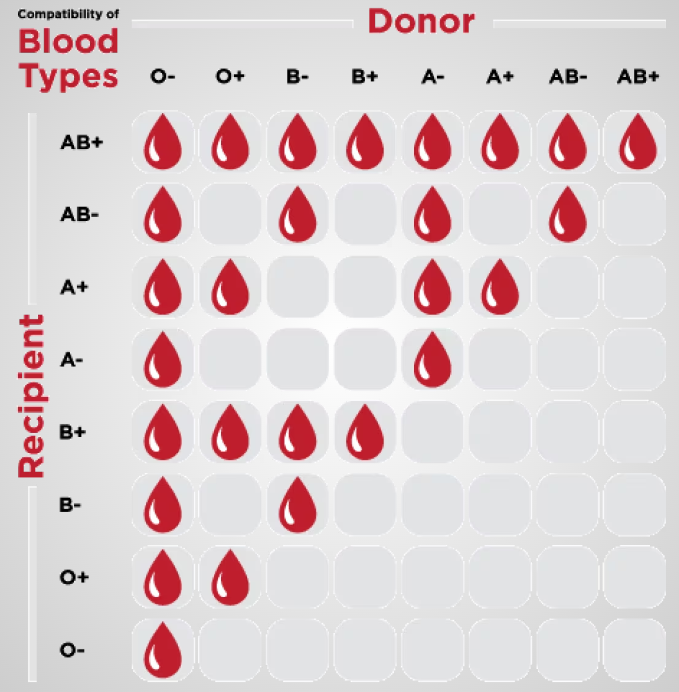 Compatibility of
Blood
Types
Donor
O- O+ B- B+ A- A+ AB- AB+
Recipient
AB+
AB-
A+
A-
B+
B-
O+
O-